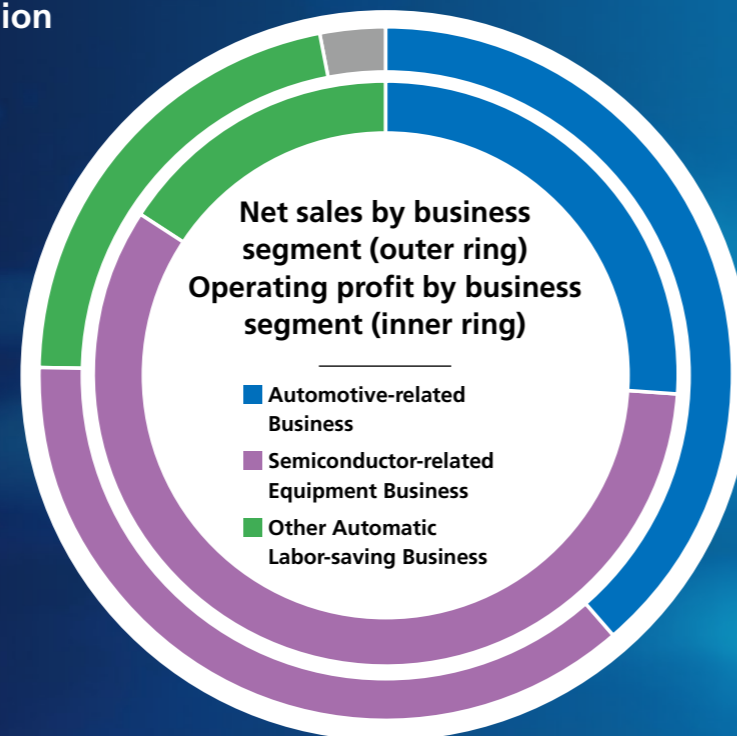 ion
Net sales by business
segment (outer ring)
Operating profit by business
segment (inner ring)
Automotive-related
Business
Semiconductor-related
Equipment Business
Other Automatic
Labor-saving Business